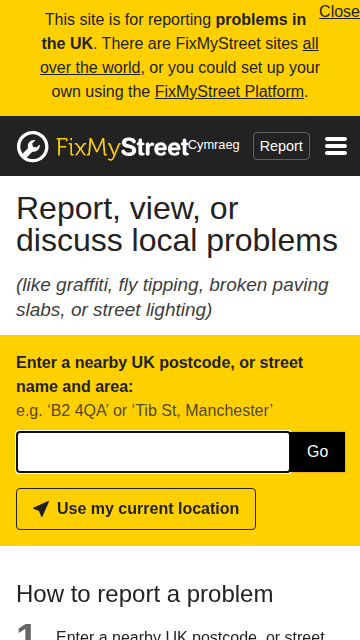 This site is for reporting problems in
the UK. There are FixMyStreet sites all
over the world, or you could set up your
own using the FixMyStreet Platform.
Close
FixMyStreet
Cymraeg
Report
Report, view, or
discuss local problems
(like graffiti, fly tipping, broken paving
slabs, or street lighting)
Enter a nearby UK postcode, or street
name and area:
e.g. ‘B2 4QA’ or ‘Tib St, Manchester’
Go
Use my current location
How to report a problem
1 Enter a nearby UK postcode, or street